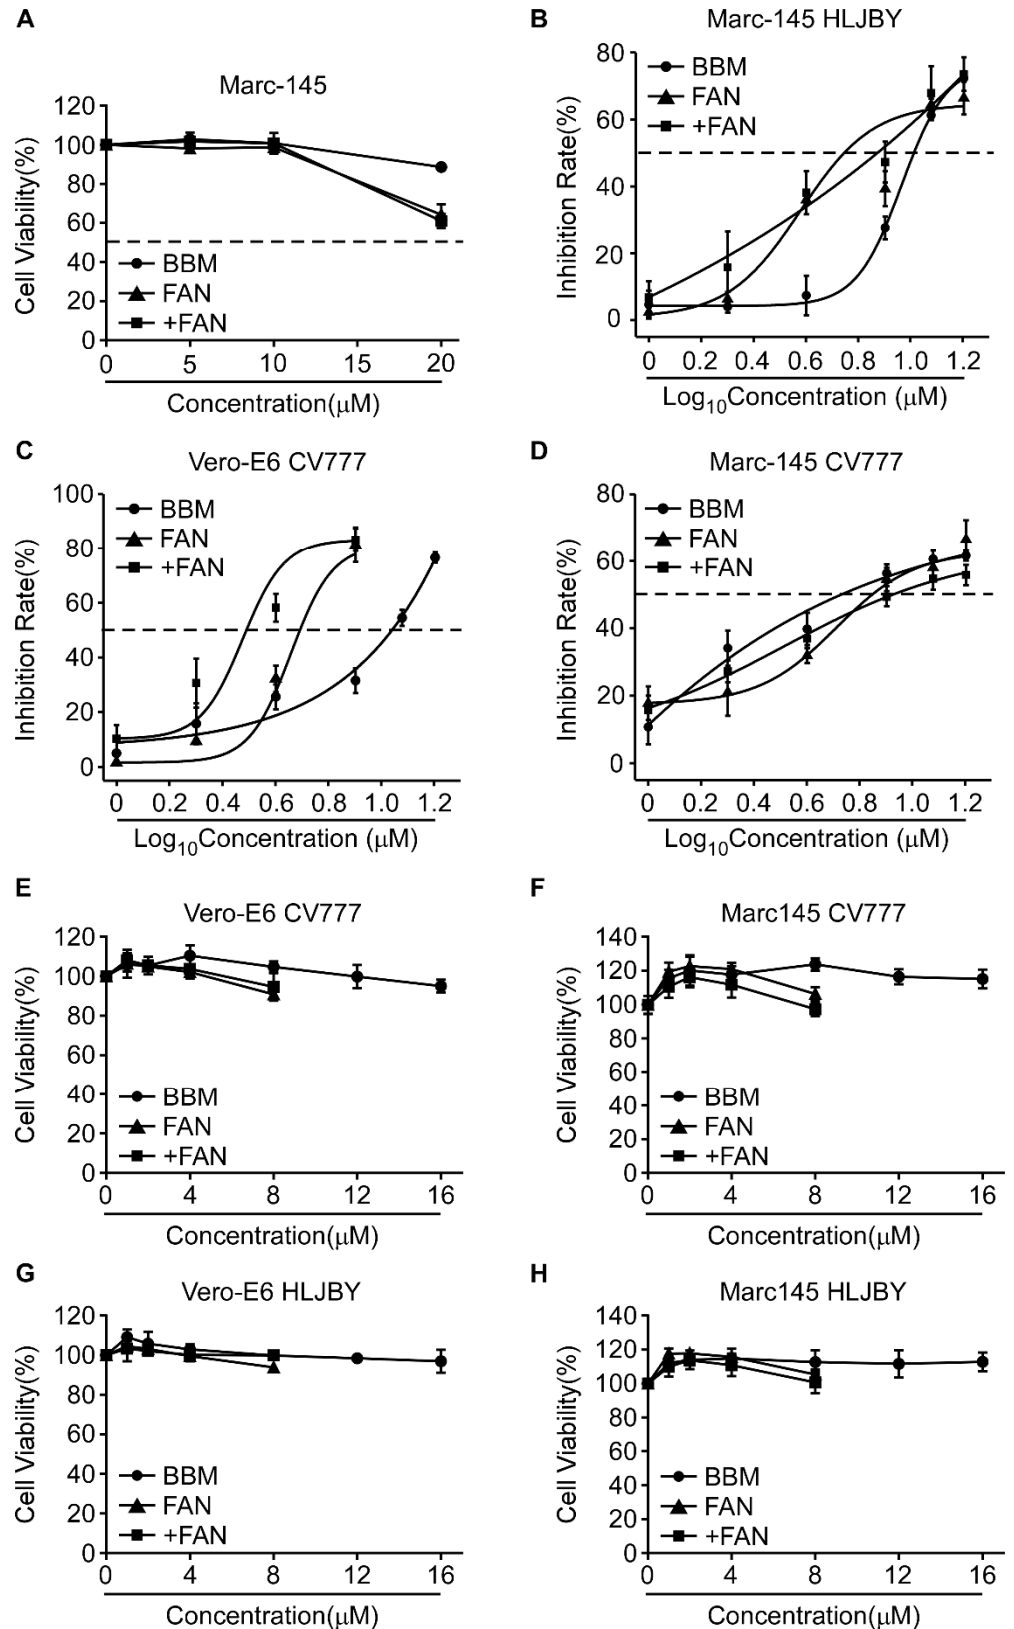 A
Marc-145
Cell Viability(%)
120
100
80
60
40
20
0
BBM
FAN
+FAN
0 5 10 15 20
Concentration(μM)
B
Marc-145 HLJBY
Inhibition Rate(%)
80
60
40
20
0
BBM
FAN
+FAN
0 0.2 0.4 0.6 0.8 1.0 1.2
Log10Concentration (μM)
C
Vero-E6 CV777
Inhibition Rate(%)
100
80
60
40
20
0
BBM
FAN
+FAN
0 0.2 0.4 0.6 0.8 1.0 1.2
Log10Concentration (μM)
D
Marc-145 CV777
Inhibition Rate(%)
80
60
40
20
0
BBM
FAN
+FAN
0 0.2 0.4 0.6 0.8 1.0 1.2
Log10Concentration (μM)
E
Vero-E6 CV777
Cell Viability(%)
120
100
80
60
40
20
0
BBM
FAN
+FAN
0 4 8 12 16
Concentration(μM)
F
Marc145 CV777
Cell Viability(%)
140
120
100
80
60
40
20
0
BBM
FAN
+FAN
0 4 8 12 16
Concentration(μM)
G
Vero-E6 HLJBY
Cell Viability(%)
120
100
80
60
40
20
0
BBM
FAN
+FAN
0 4 8 12 16
Concentration(μM)
H
Marc145 HLJBY
Cell Viability(%)
140
120
100
80
60
40
20
0
BBM
FAN
+FAN
0 4 8 12 16
Concentration(μM)